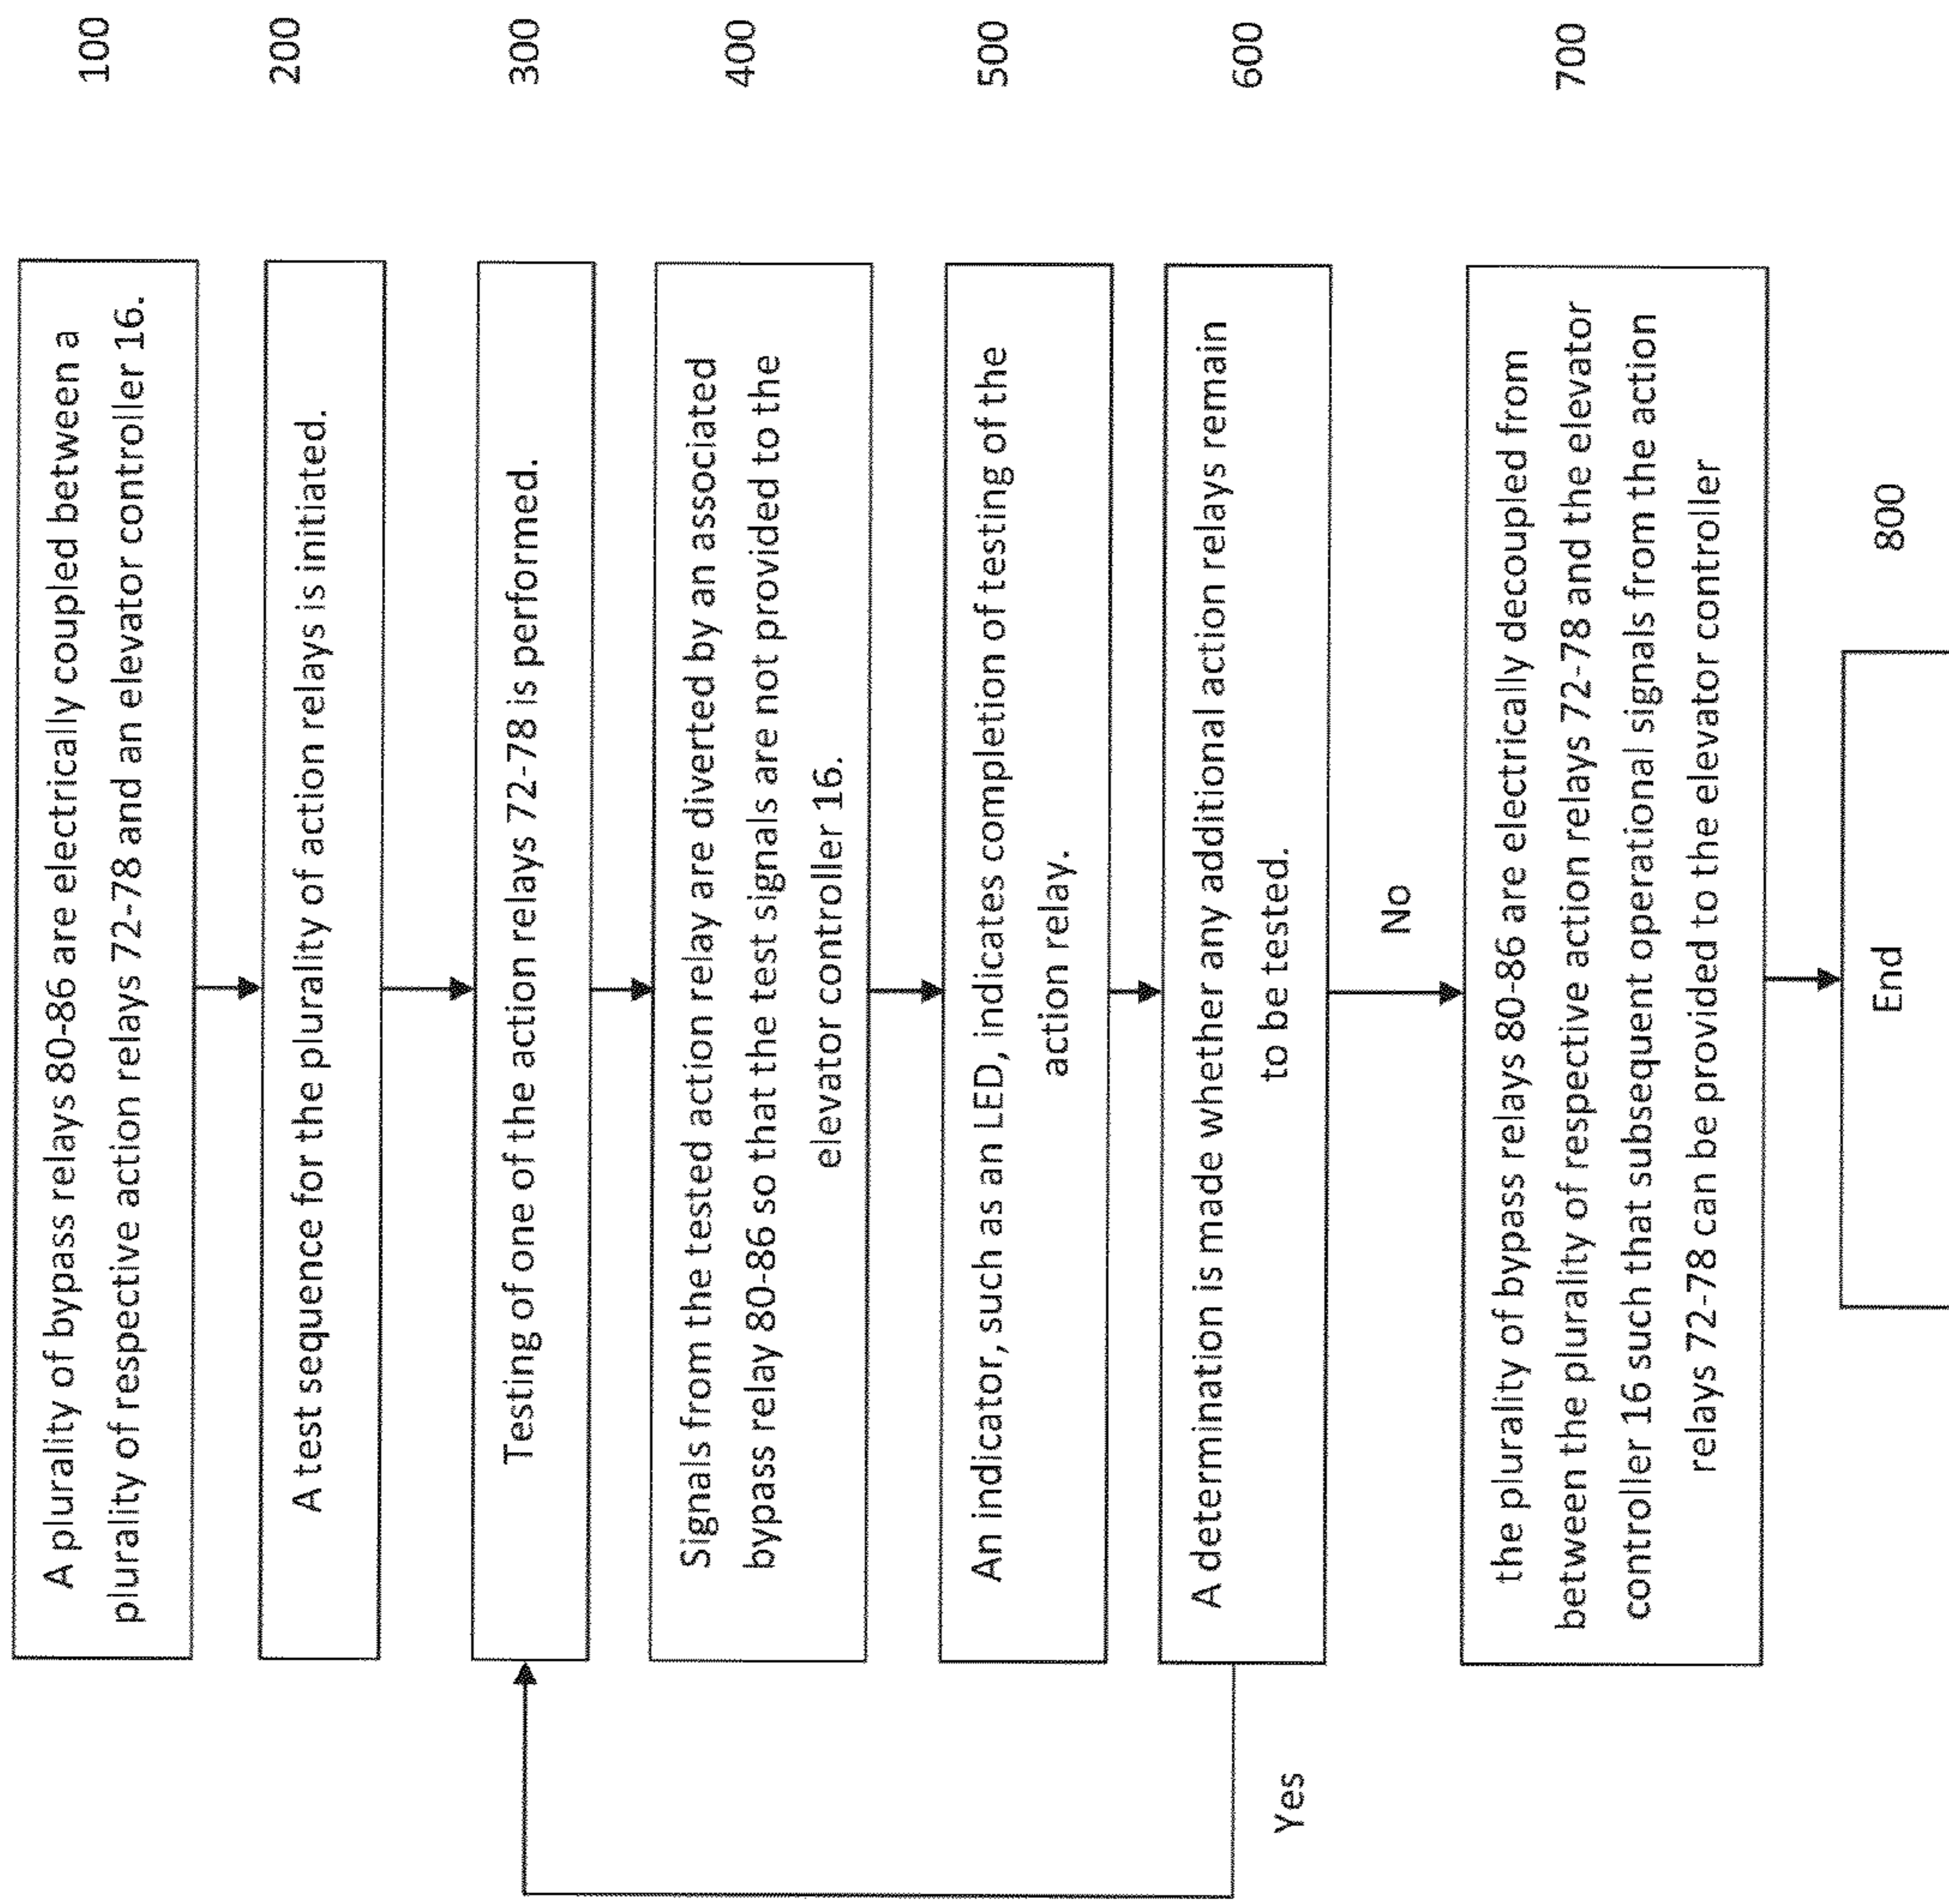 A plurality of bypass relays 80-86 are electrically coupled between a
plurality of respective action relays 72-78 and an elevator controller 16.
100
A test sequence for the plurality of action relays is initiated.
200
Testing of one of the action relays 72-78 is performed.
300
Signals from the tested action relay are diverted by an associated
bypass relay 80-86 so that the test signals are not provided to the
elevator controller 16.
400
An indicator, such as an LED, indicates completion of testing of the
action relay.
500
A determination is made whether any additional action relays remain
to be tested.
600
Yes
No
the plurality of bypass relays 80-86 are electrically decoupled from
between the plurality of respective action relays 72-78 and the elevator
controller 16 such that subsequent operational signals from the action
relays 72-78 can be provided to the elevator controller
700
End
800